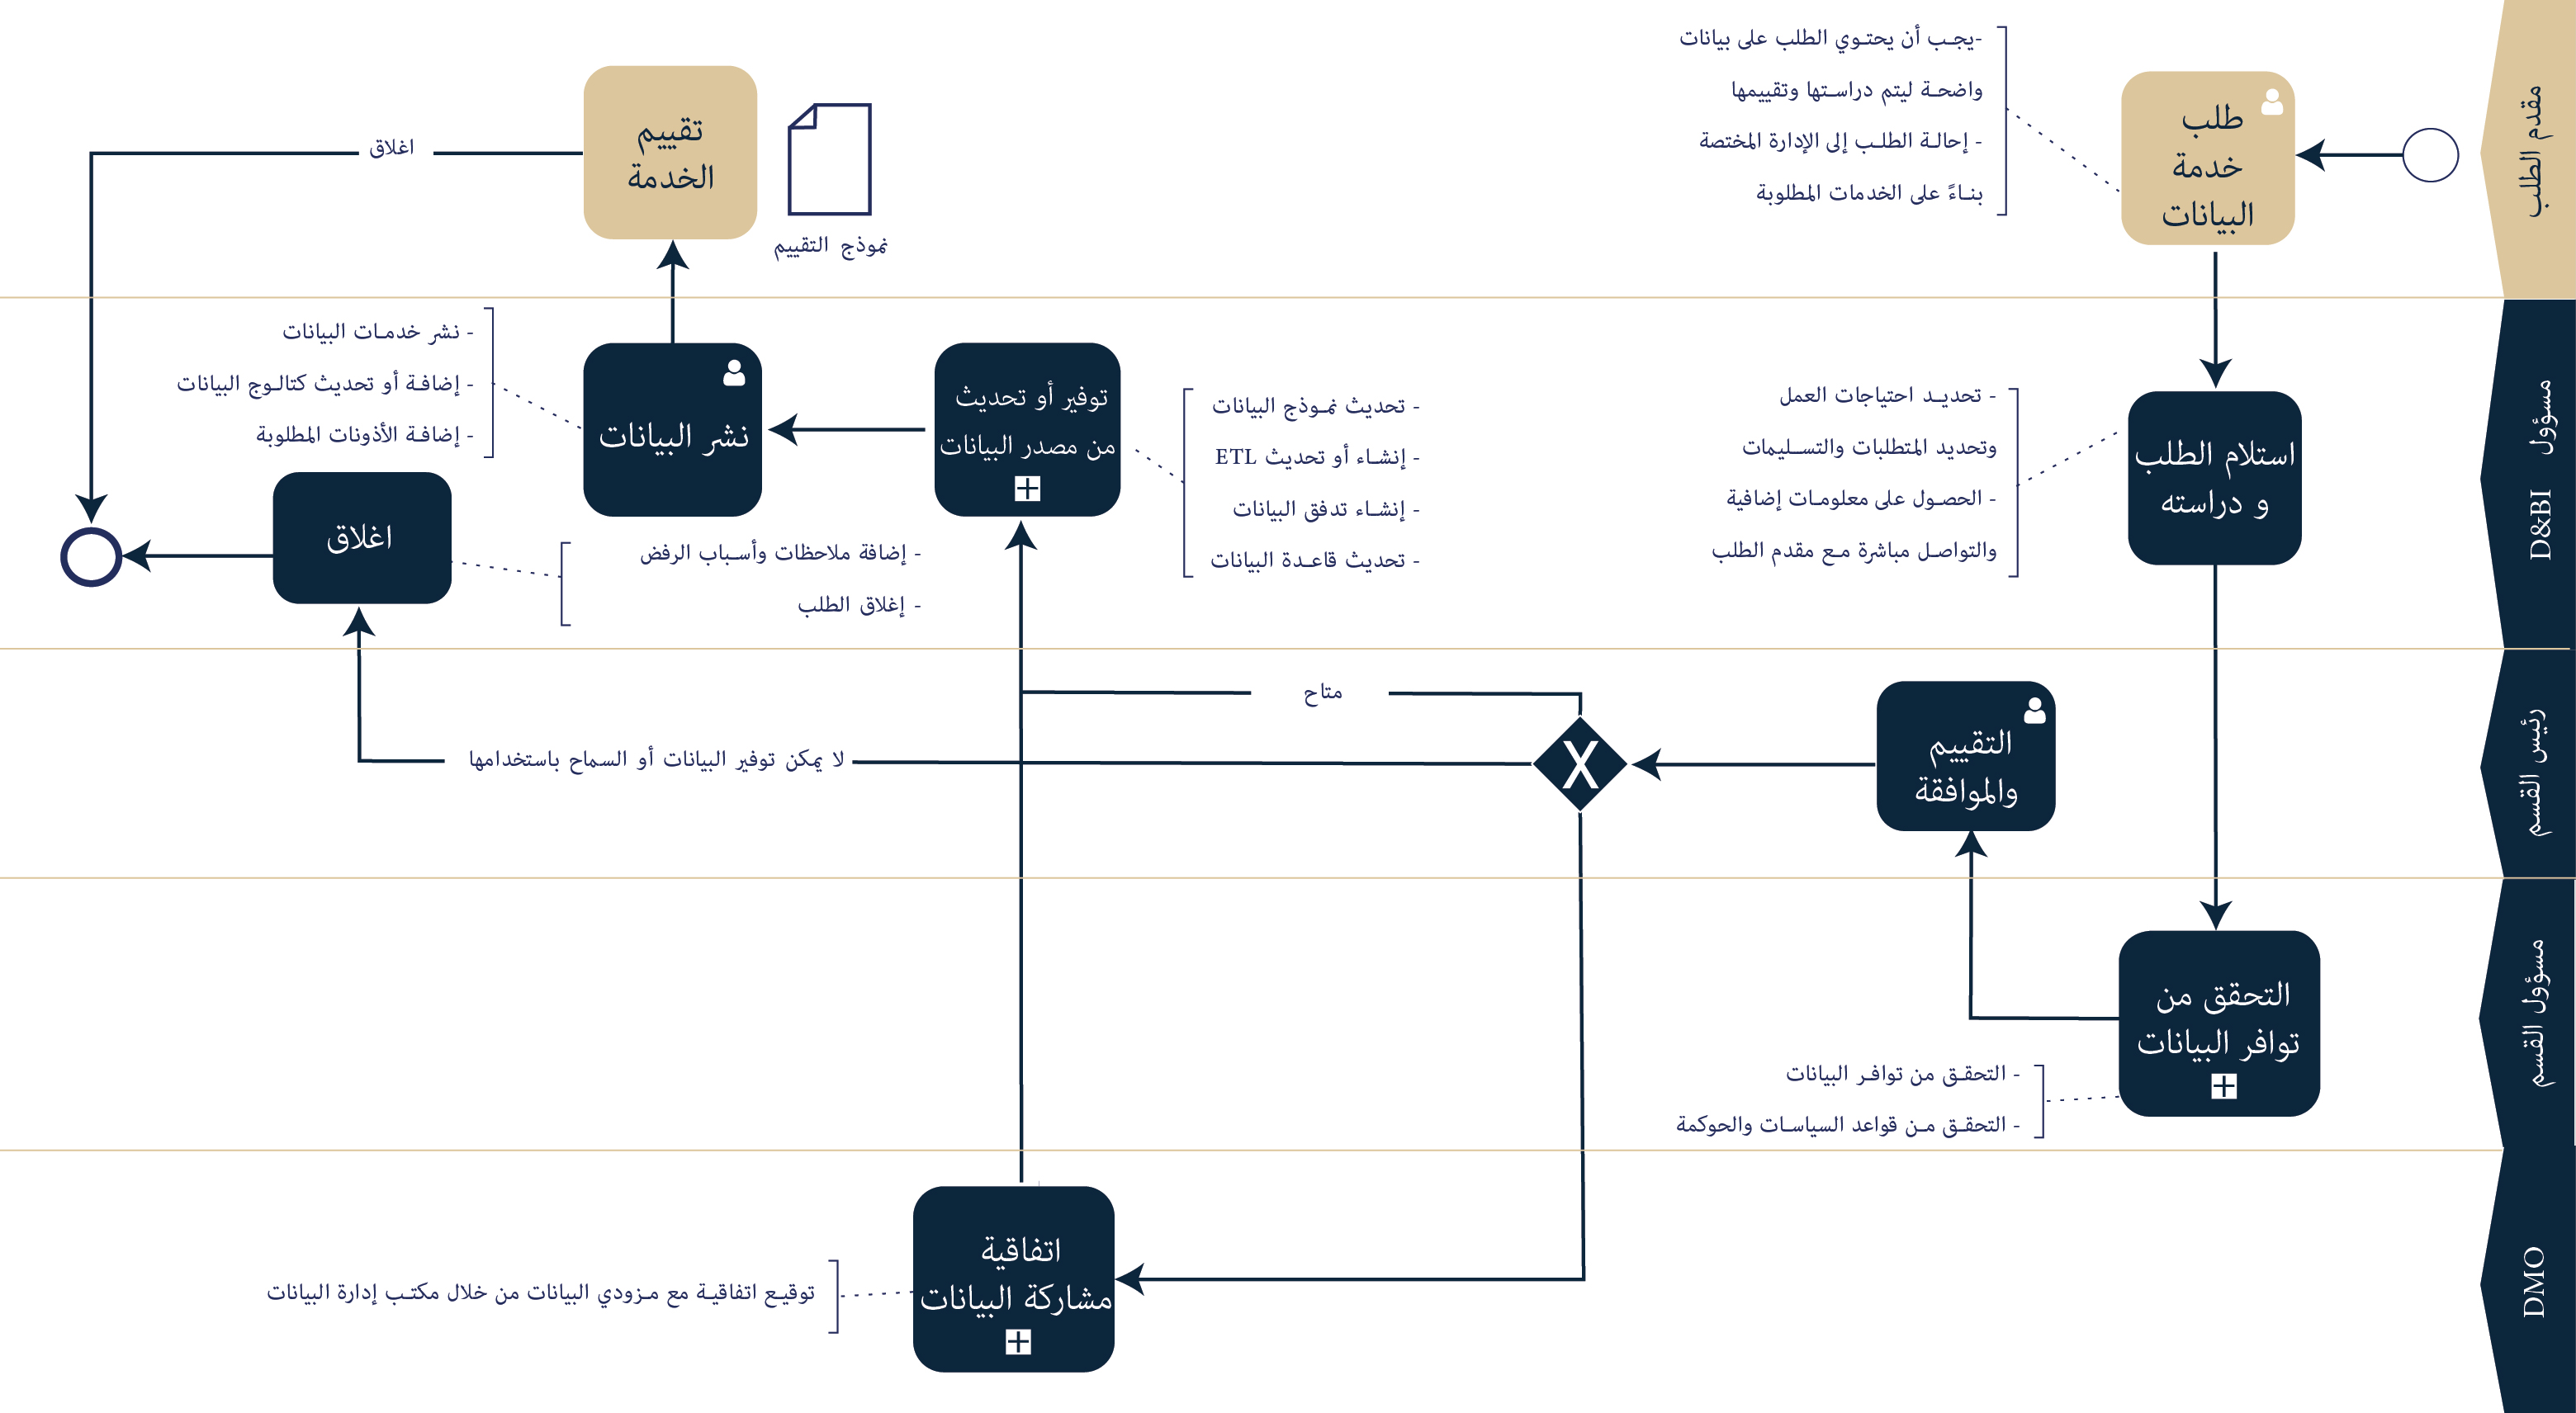 مقدم الطلب
طلب
خدمة
البيانات
-يجب أن يحتوي الطلب على بيانات
واضحة ليتم دراستها وتقييمها
- إحالة الطلب إلى الإدارة المختصة
بناءً على الخدمات المطلوبة
نموذج التقييم
تقييم
الخدمة
اغلاق
مسؤول D&BI
استلام الطلب
و دراسته
- تحديد احتياجات العمل
وتحديد المتطلبات والتسليمات
- الحصول على معلومات إضافية
والتواصل مباشرة مع مقدم الطلب
- تحديث نموذج البيانات
- إنشاء أو تحديث ETL
- إنشاء تدفق البيانات
- تحديث قاعدة البيانات
توفير أو تحديث
من مصدر البيانات
نشر البيانات
- نشر خدمات البيانات
- إضافة أو تحديث كتالوج البيانات
- إضافة الأذونات المطلوبة
- إضافة ملاحظات وأسباب الرفض
- إغلاق الطلب
اغلاق
رئيس القسم
التقييم
والموافقة
X
متاح
لا يمكن توفير البيانات أو السماح باستخدامها
مسؤول القسم
التحقق من
توافر البيانات
- التحقق من توافر البيانات
- التحقق من قواعد السياسات والحوكمة
DMO
اتفاقية
مشاركة البيانات
توقيع اتفاقية مع مزودي البيانات من خلال مكتب إدارة البيانات